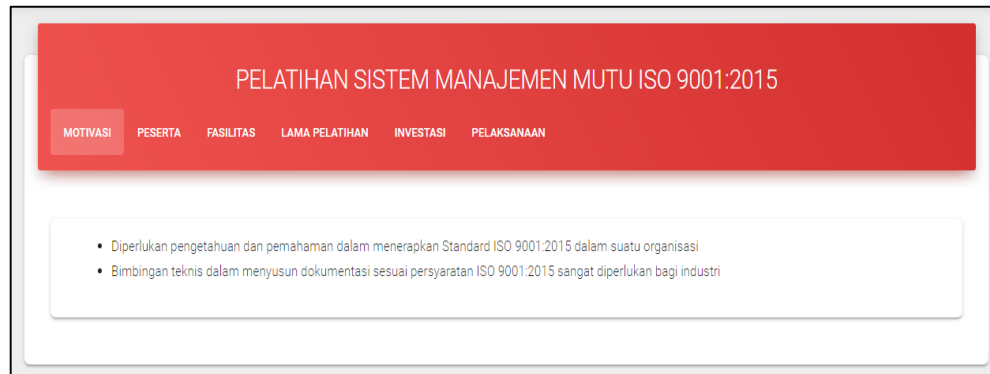 PELATIHAN SISTEM MANAJEMEN MUTU ISO 9001:2015
MOTIVASI PESERTA FASILITAS LAMA PELATIHAN INVESTASI PELAKSANAAN
• Diperlukan pengetahuan dan pemahaman dalam menerapkan Standard ISO 9001:2015 dalam suatu organisasi
• Bimbingan teknis dalam menyusun dokumentasi sesuai persyaratan ISO 9001:2015 sangat diperlukan bagi industri